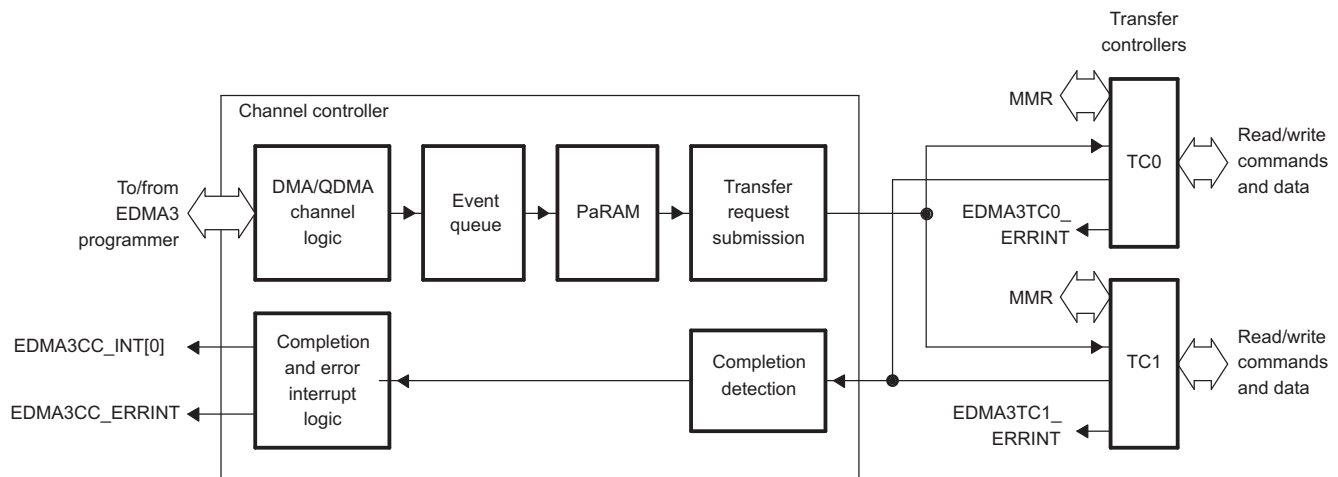 Transfer
controllers
Channel controller
To/from
EDMA3
programmer
DMA/QDMA
channel
logic
Event
queue
PaRAM
Transfer
request
submission
MMR
TC0
Read/write
commands
and data
EDMA3TC0_
ERRINT
EDMA3CC_INT[0]
EDMA3CC_ERRINT
Completion
and error
interrupt
logic
Completion
detection
MMR
TC1
Read/write
commands
and data
EDMA3TC1_
ERRINT